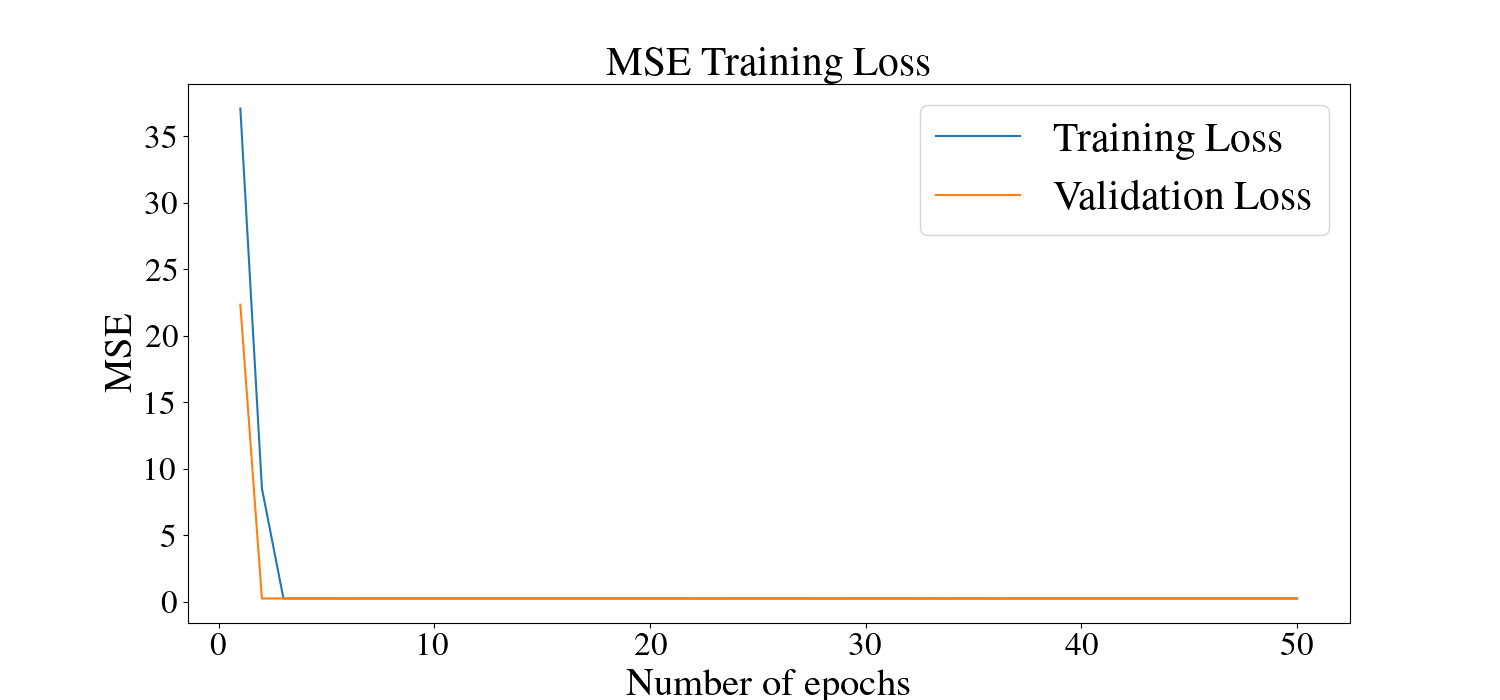 MSE Training Loss
Training Loss
Validation Loss
MSE
35
30
25
20
15
10
5
0
0 10 20 30 40 50
Number of epochs